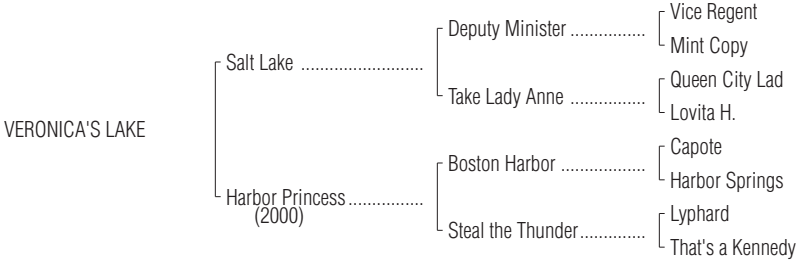 Vice Regent
Deputy Minister ...............
Mint Copy
Salt Lake .........................
Queen City Lad
Take Lady Anne ...............
Lovita H.
VERONICA'S LAKE
Capote
Boston Harbor .................
Harbor Springs
Harbor Princess ...............
(2000)
Lyphard
Steal the Thunder .............
That's a Kennedy